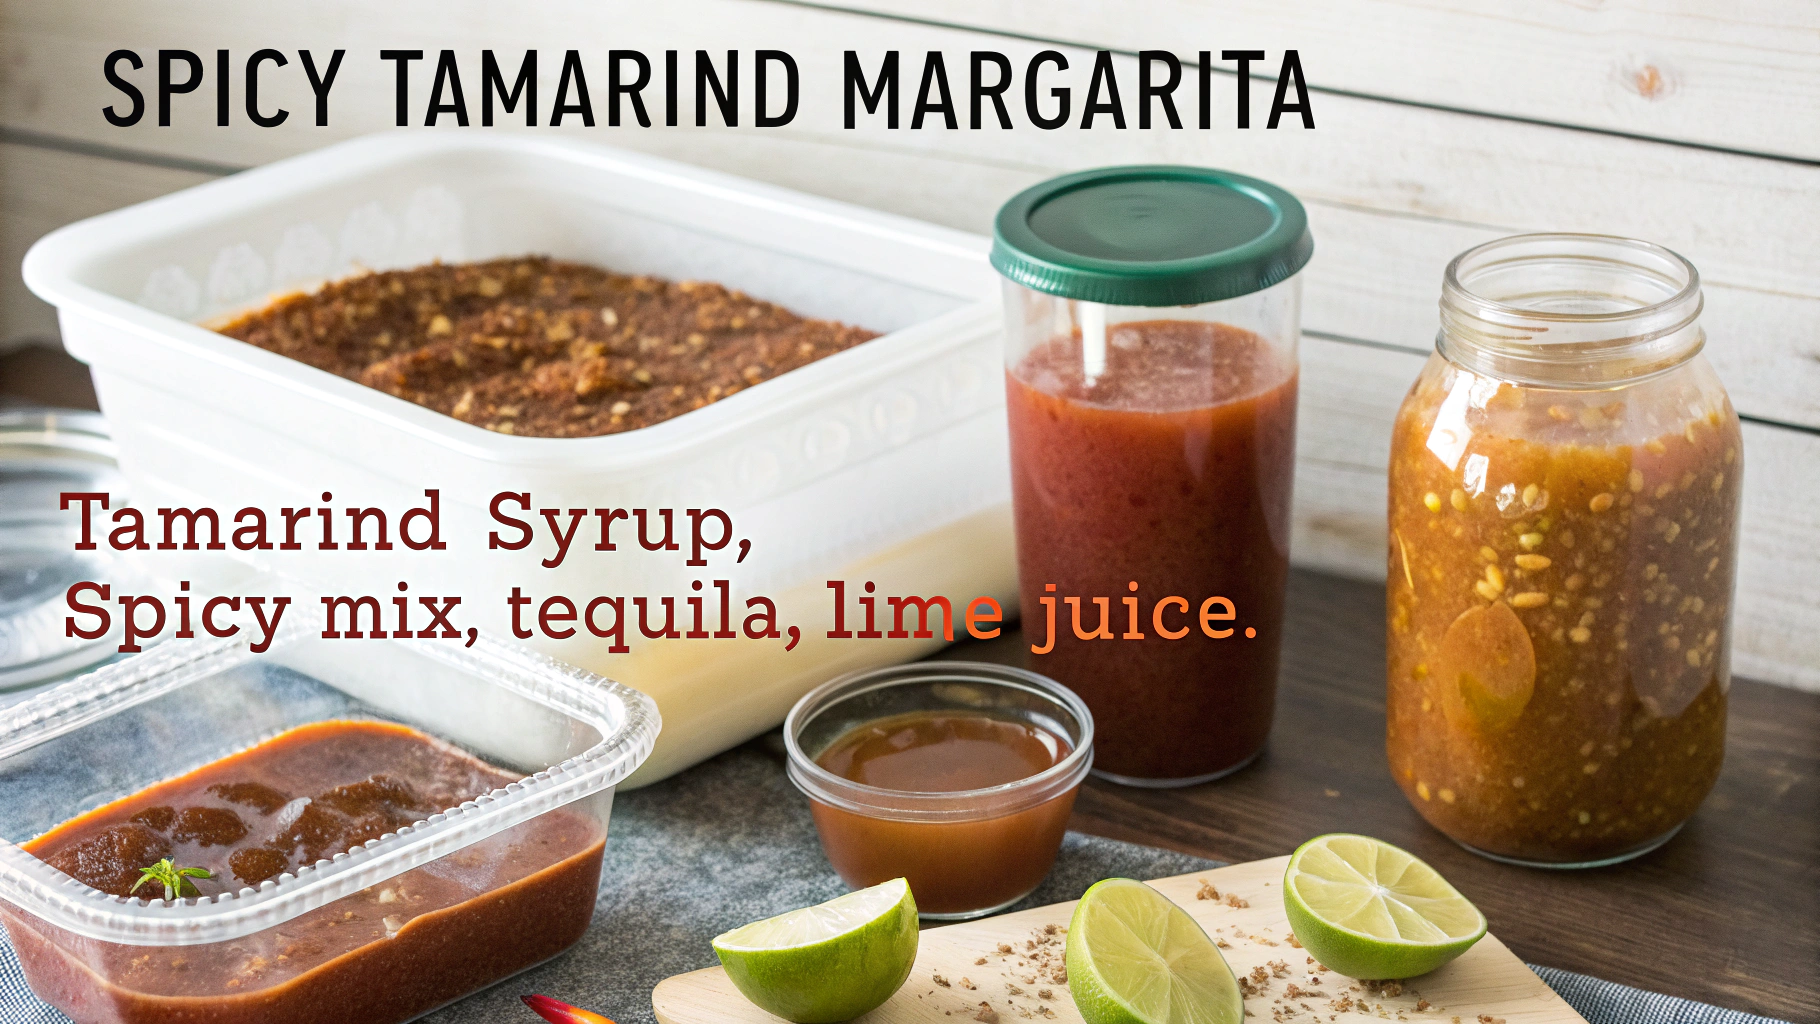 SPICY TAMARIND MARGARITA
Tamarind Syrup,
Spicy mix, tequila, lime juice.